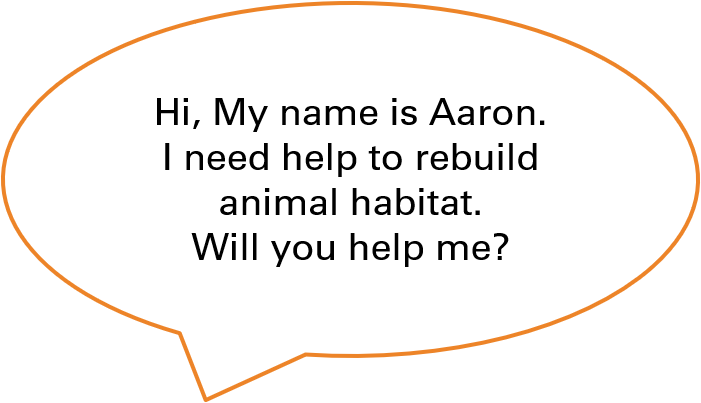 Hi, My name is Aaron.
I need help to rebuild
animal habitat.
Will you help me?